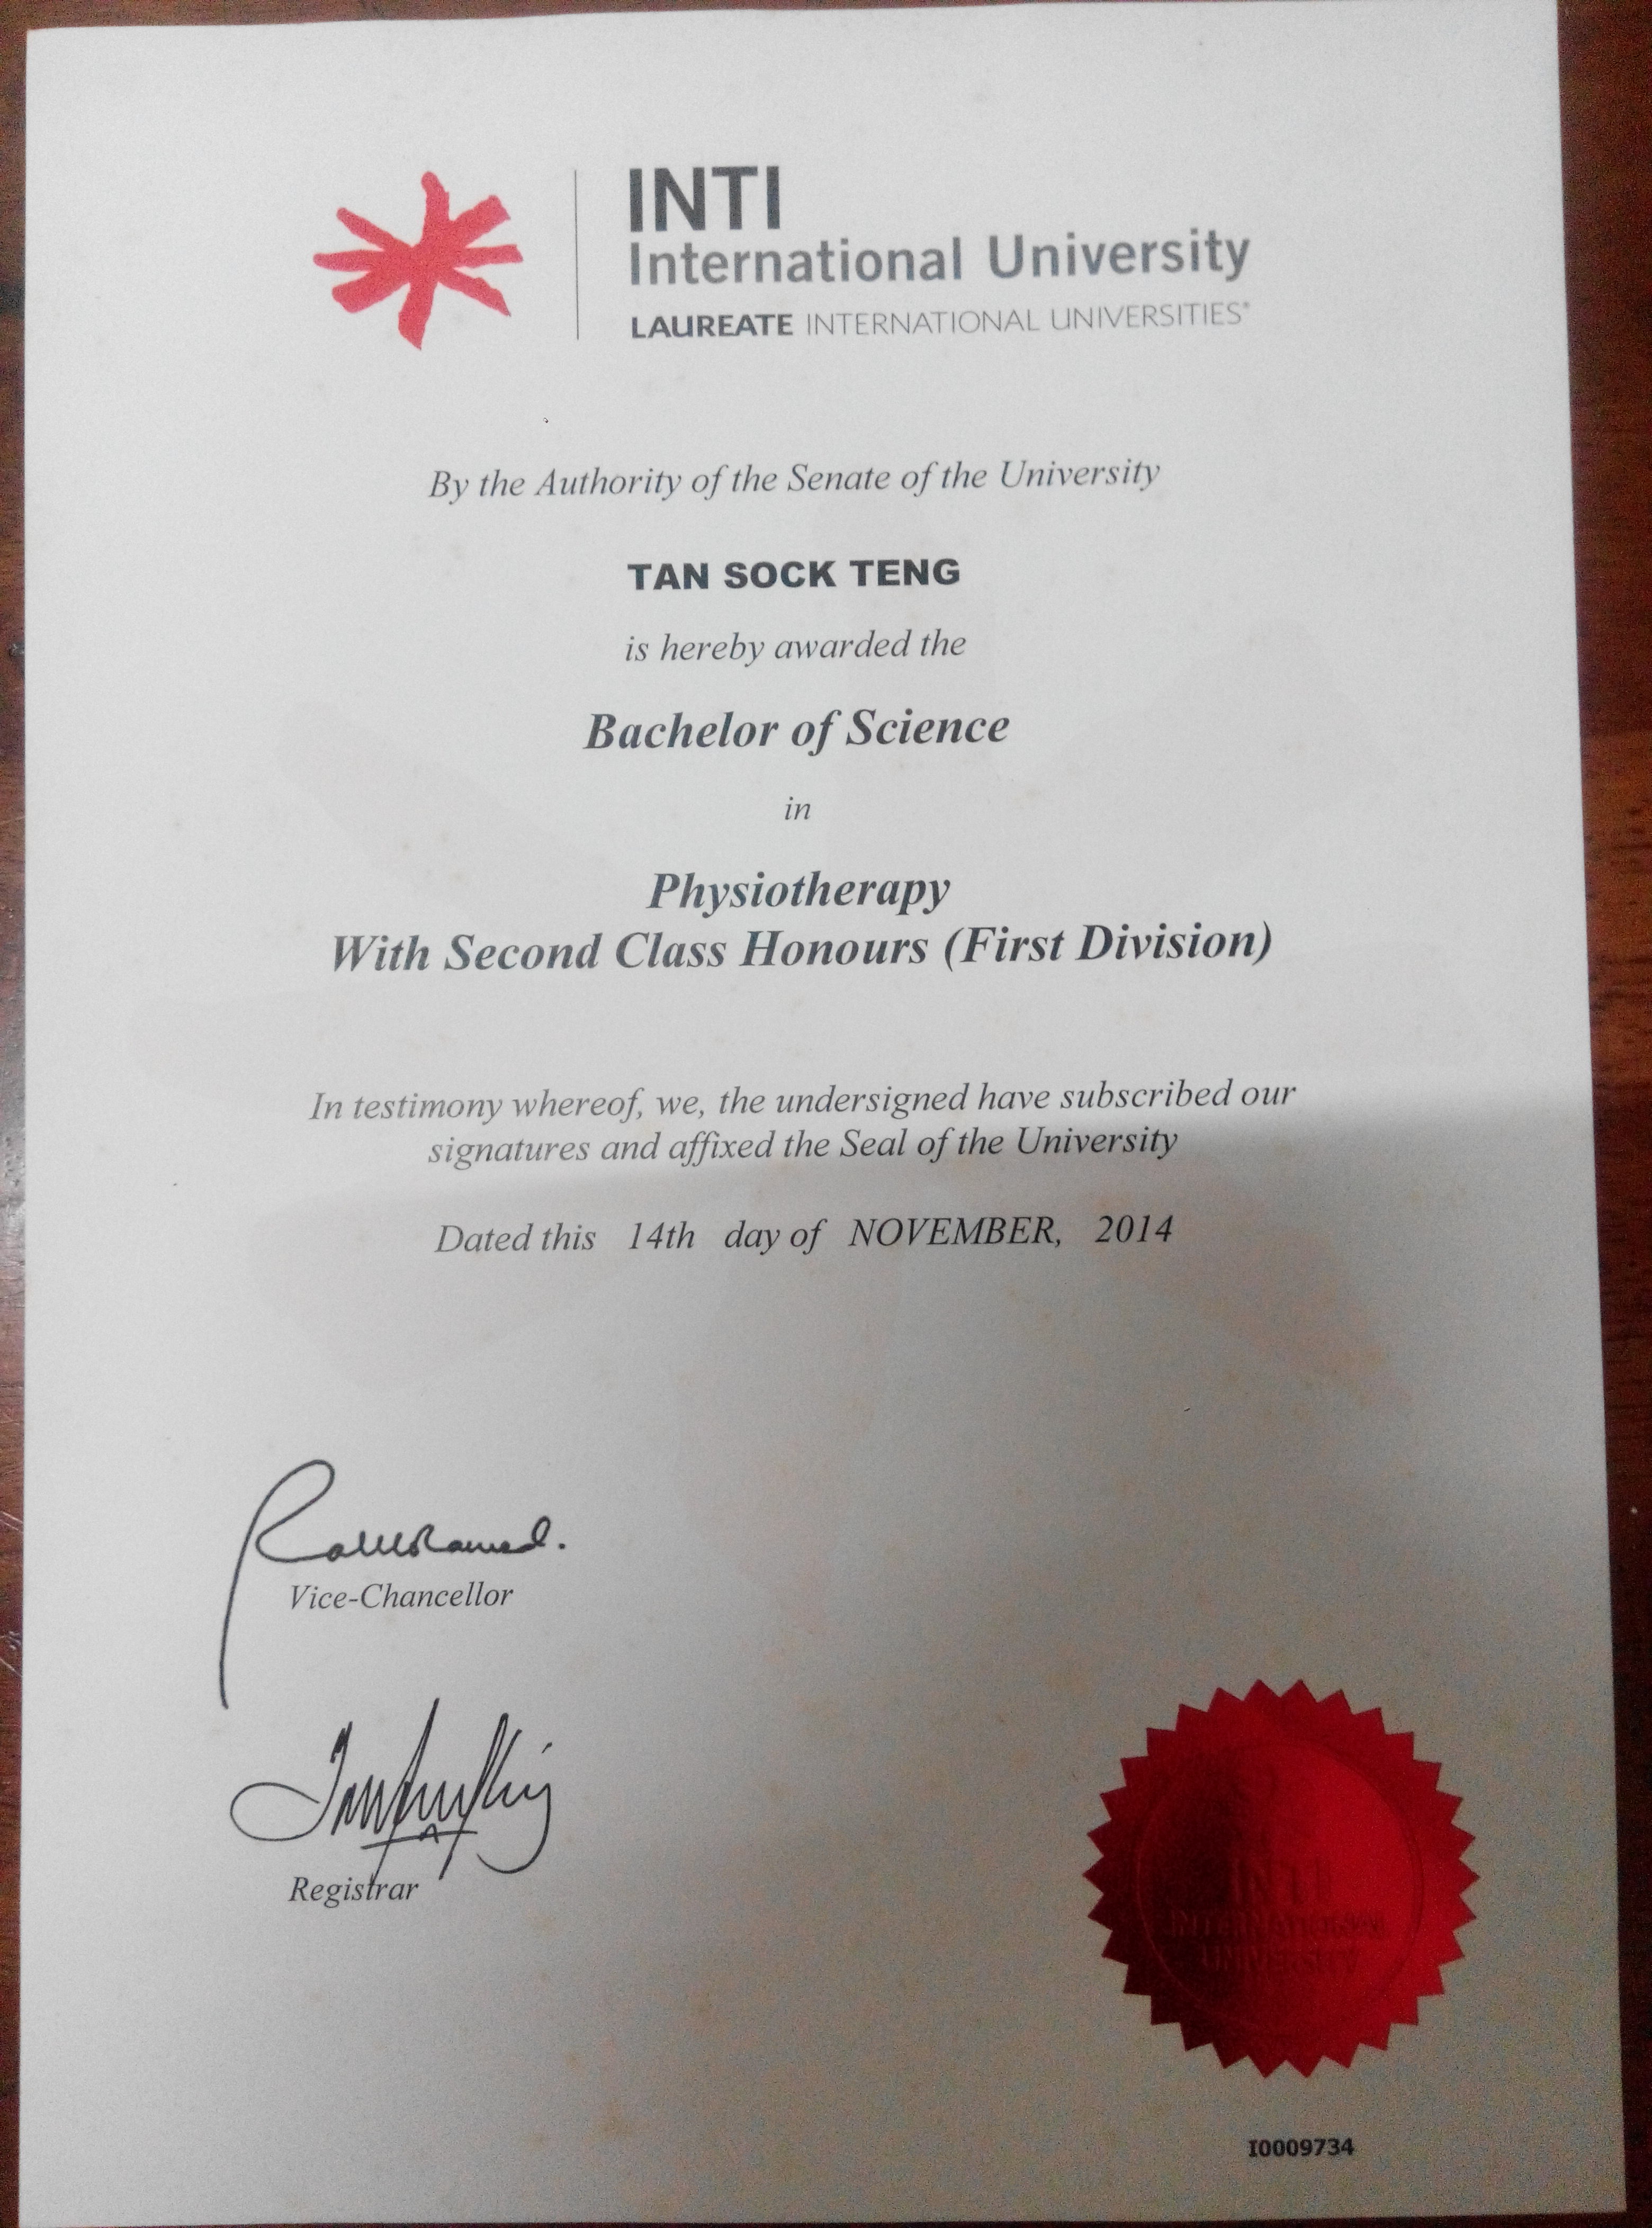 INTI
International University
LAUREATE INTERNATIONAL UNIVERSITIES®
By the Authority of the Senate of the University
TAN SOCK TENG
is hereby awarded the
Bachelor of Science
in
Physiotherapy
With Second Class Honours (First Division)
In testimony whereof, we, the undersigned have subscribed our
signatures and affixed the Seal of the University
Dated this 14th day of NOVEMBER, 2014
Vice-Chancellor
Registrar
INTI
INTERNATIONAL
UNIVERSITY
I0009734